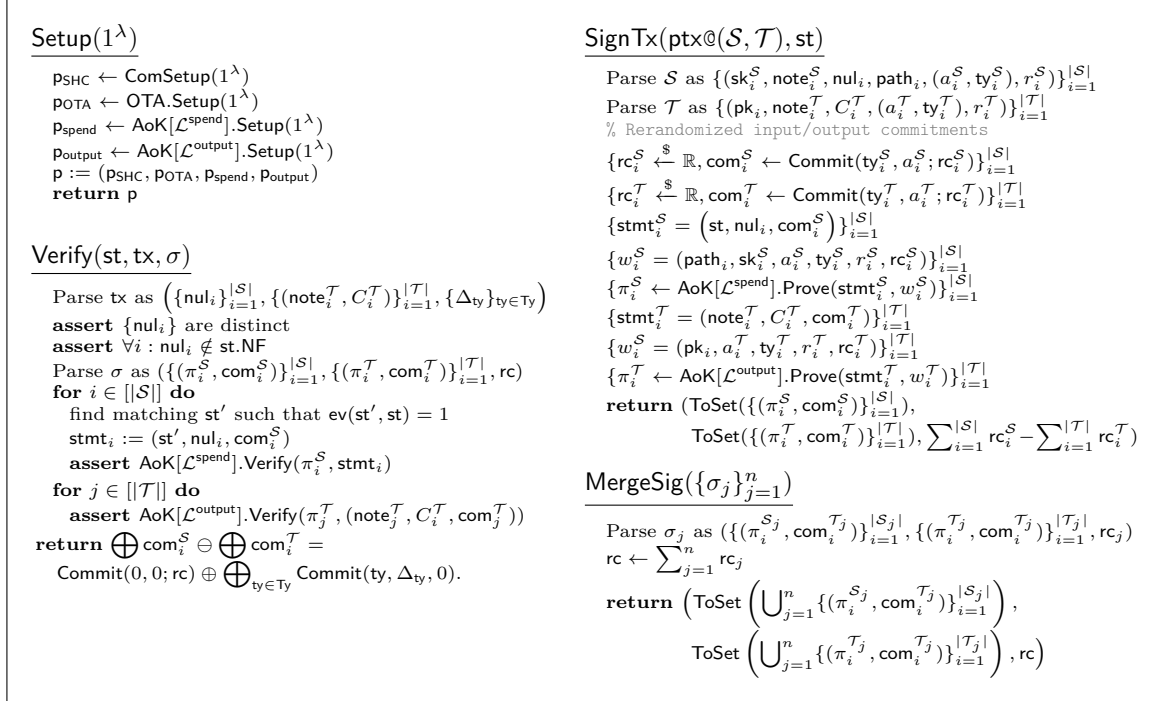 Setup(1^λ)
p_SHC ← ComSetup(1^λ)
p_OTA ← OTA.Setup(1^λ)
p_spend ← AoK[𝓛^spend].Setup(1^λ)
p_output ← AoK[𝓛^output].Setup(1^λ)
p := (p_SHC, p_OTA, p_spend, p_output)
return p
Verify(st, tx, σ)
Parse tx as ({nul_i}_{i=1}^{|𝒮|}, {(note_i^𝒯, C_i^𝒯)}_{i=1}^{|𝒯|}, {Δ_ty}_{ty∈Ty})
assert {nul_i} are distinct
assert ∀i : nul_i ∉ st.NF
Parse σ as ({(π_i^𝒮, com_i^𝒮)}_{i=1}^{|𝒮|}, {(π_i^𝒯, com_i^𝒯)}_{i=1}^{|𝒯|}, rc)
for i ∈ [|𝒮|] do
find matching st′ such that ev(st′, st) = 1
stmt_i := (st′, nul_i, com_i^𝒮)
assert AoK[𝓛^spend].Verify(π_i^𝒮, stmt_i)
for j ∈ [|𝒯|] do
assert AoK[𝓛^output].Verify(π_j^𝒯, (note_j^𝒯, C_i^𝒯, com_j^𝒯))
return ⨁ com_i^𝒮 ⊖ ⨁ com_i^𝒯 =
Commit(0, 0; rc) ⊕ ⨁_{ty∈Ty} Commit(ty, Δ_ty, 0).
SignTx(ptx@(𝒮, 𝒯), st)
Parse 𝒮 as {(sk_i^𝒮, note_i^𝒮, nul_i, path_i, (a_i^𝒮, ty_i^𝒮), r_i^𝒮)}_{i=1}^{|𝒮|}
Parse 𝒯 as {(pk_i, note_i^𝒯, C_i^𝒯, (a_i^𝒯, ty_i^𝒯), r_i^𝒯)}_{i=1}^{|𝒯|}
% Rerandomized input/output commitments
{rc_i^𝒮 ←^$ ℝ, com_i^𝒮 ← Commit(ty_i^𝒮, a_i^𝒮; rc_i^𝒮)}_{i=1}^{|𝒮|}
{rc_i^𝒯 ←^$ ℝ, com_i^𝒯 ← Commit(ty_i^𝒯, a_i^𝒯; rc_i^𝒯)}_{i=1}^{|𝒯|}
{stmt_i^𝒮 = (st, nul_i, com_i^𝒮)}_{i=1}^{|𝒮|}
{w_i^𝒮 = (path_i, sk_i^𝒮, a_i^𝒮, ty_i^𝒮, r_i^𝒮, rc_i^𝒮)}_{i=1}^{|𝒮|}
{π_i^𝒮 ← AoK[𝓛^spend].Prove(stmt_i^𝒮, w_i^𝒮)}_{i=1}^{|𝒮|}
{stmt_i^𝒯 = (note_i^𝒯, C_i^𝒯, com_i^𝒯)}_{i=1}^{|𝒯|}
{w_i^𝒮 = (pk_i, a_i^𝒯, ty_i^𝒯, r_i^𝒯, rc_i^𝒯)}_{i=1}^{|𝒯|}
{π_i^𝒯 ← AoK[𝓛^output].Prove(stmt_i^𝒯, w_i^𝒯)}_{i=1}^{|𝒯|}
return (ToSet({(π_i^𝒮, com_i^𝒮)}_{i=1}^{|𝒮|}),
ToSet({(π_i^𝒯, com_i^𝒯)}_{i=1}^{|𝒯|}), ∑_{i=1}^{|𝒮|} rc_i^𝒮 − ∑_{i=1}^{|𝒯|} rc_i^𝒯)
MergeSig({σ_j}_{j=1}^n)
Parse σ_j as ({(π_i^{𝒮_j}, com_i^{𝒯_j})}_{i=1}^{|𝒮_j|}, {(π_i^{𝒯_j}, com_i^{𝒯_j})}_{i=1}^{|𝒯_j|}, rc_j)
rc ← ∑_{j=1}^n rc_j
return (ToSet(⋃_{j=1}^n {(π_i^{𝒮_j}, com_i^{𝒮_j})}_{i=1}^{|𝒮_j|}),
ToSet(⋃_{j=1}^n {(π_i^{𝒯_j}, com_i^{𝒯_j})}_{i=1}^{|𝒯_j|}), rc)